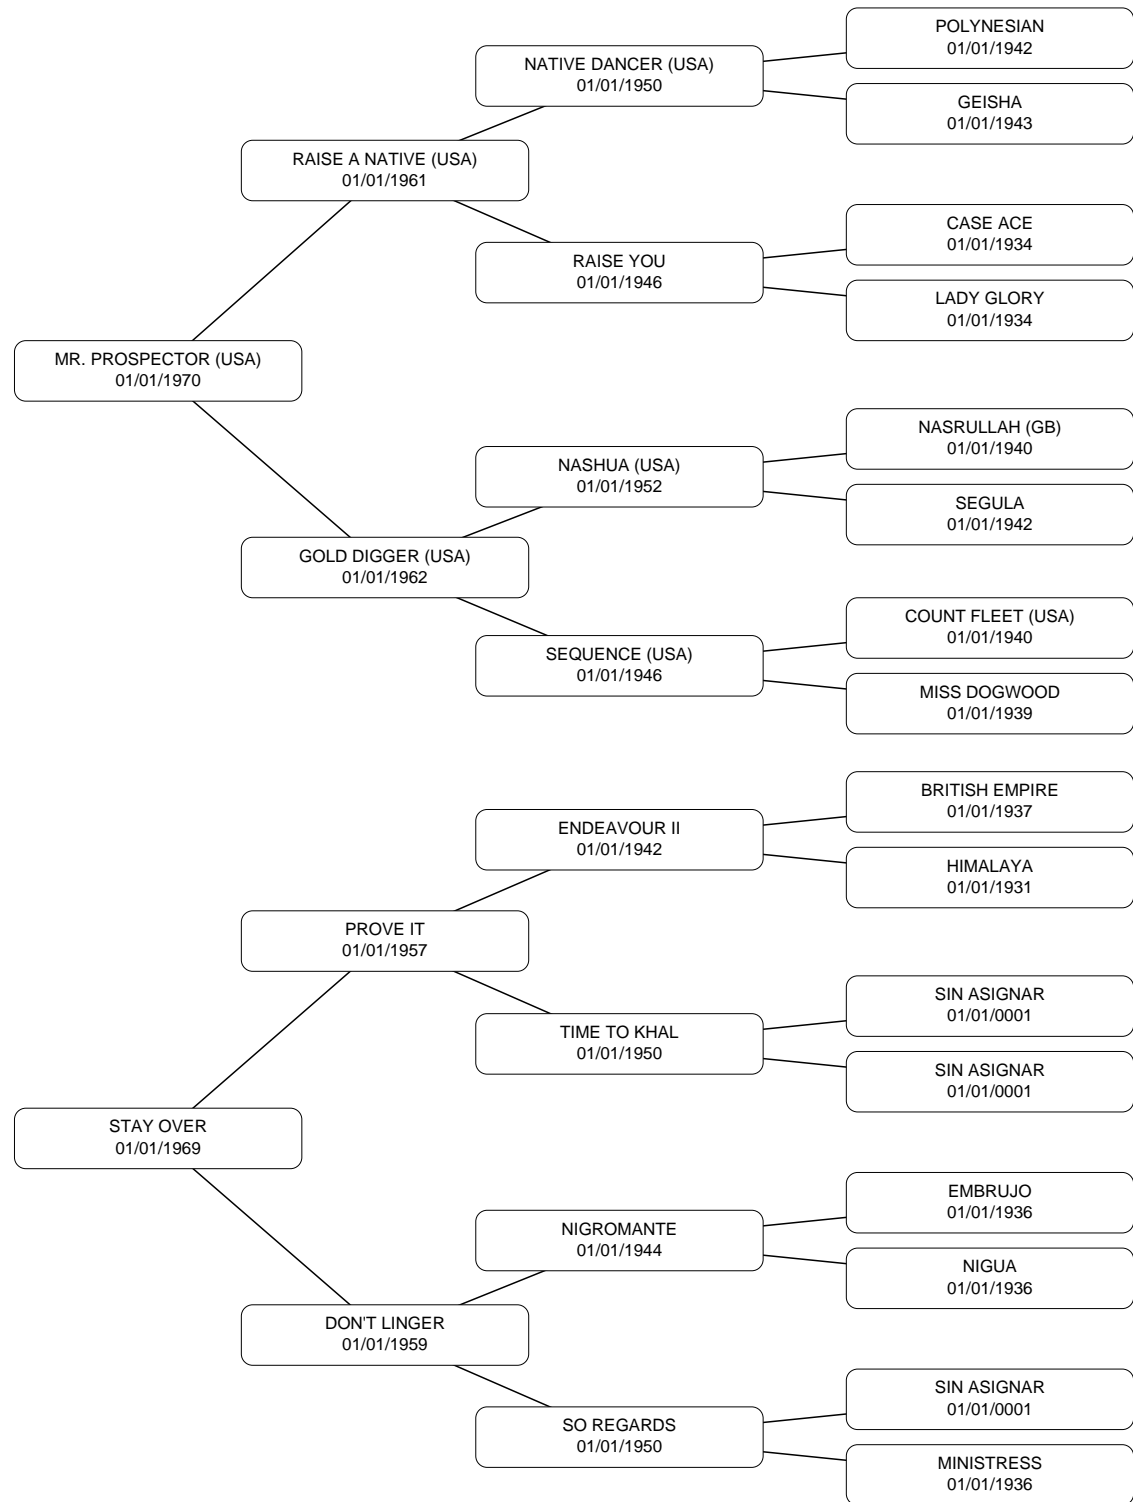 POLYNESIAN
01/01/1942
NATIVE DANCER (USA)
01/01/1950
GEISHA
01/01/1943
RAISE A NATIVE (USA)
01/01/1961
CASE ACE
01/01/1934
RAISE YOU
01/01/1946
LADY GLORY
01/01/1934
MR. PROSPECTOR (USA)
01/01/1970
NASRULLAH (GB)
01/01/1940
NASHUA (USA)
01/01/1952
SEGULA
01/01/1942
GOLD DIGGER (USA)
01/01/1962
COUNT FLEET (USA)
01/01/1940
SEQUENCE (USA)
01/01/1946
MISS DOGWOOD
01/01/1939
BRITISH EMPIRE
01/01/1937
ENDEAVOUR II
01/01/1942
HIMALAYA
01/01/1931
PROVE IT
01/01/1957
SIN ASIGNAR
01/01/0001
TIME TO KHAL
01/01/1950
SIN ASIGNAR
01/01/0001
STAY OVER
01/01/1969
EMBRUJO
01/01/1936
NIGROMANTE
01/01/1944
NIGUA
01/01/1936
DON'T LINGER
01/01/1959
SIN ASIGNAR
01/01/0001
SO REGARDS
01/01/1950
MINISTRESS
01/01/1936